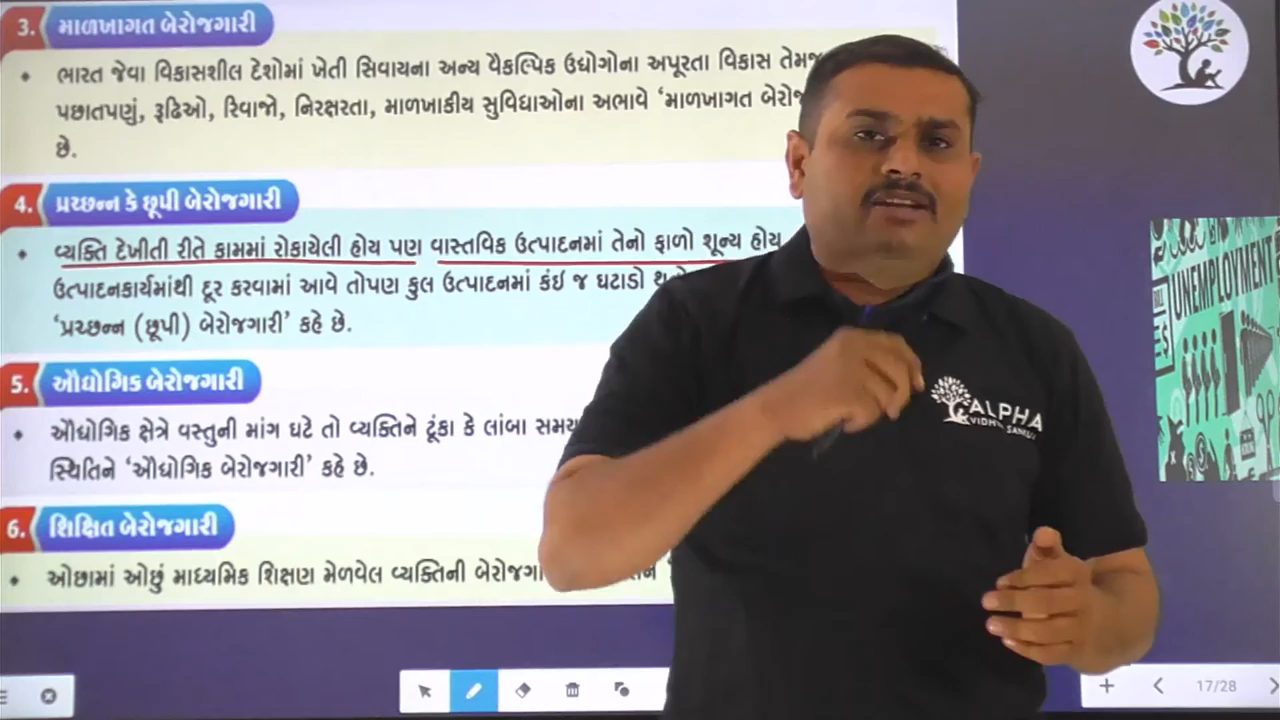 3. માળખાગત બેરોજગારી
• ભારત જેવા વિકાસશીલ દેશોમાં ખેતી સિવાયના અન્ય વૈકલ્પિક ઉદ્યોગોના અપૂરતા વિકાસ
પછાતપણું, રૂઢિઓ, રિવાજો, નિરક્ષરતા, માળખાકીય સુવિધાઓના અભાવે ‘માળખાગત
છે.
4. પ્રચ્છન્ન કે છૂપી બેરોજગારી
• વ્યક્તિ દેખીતી રીતે કામમાં રોકાયેલી હોય પણ વાસ્તવિક ઉત્પાદનમાં તેનો ફાળો શૂન્ય હોય
ઉત્પાદનકાર્યમાંથી દૂર કરવામાં આવે તોપણ કુલ ઉત્પાદનમાં કંઈ જ ઘટાડો
‘પ્રચ્છન્ન (છૂપી) બેરોજગારી’ કહે છે.
5. ઔદ્યોગિક બેરોજગારી
• ઔદ્યોગિક ક્ષેત્રે વસ્તુની માંગ ઘટે તો વ્યક્તિને ટૂંકા કે લાંબા
સ્થિતિને ‘ઔદ્યોગિક બેરોજગારી’ કહે છે.
6. શિક્ષિત બેરોજગારી
• ઓછામાં ઓછું માધ્યમિક શિક્ષણ મેળવેલ વ્યક્તિની
UNEMPLOYMENT
ALPHA
17/28